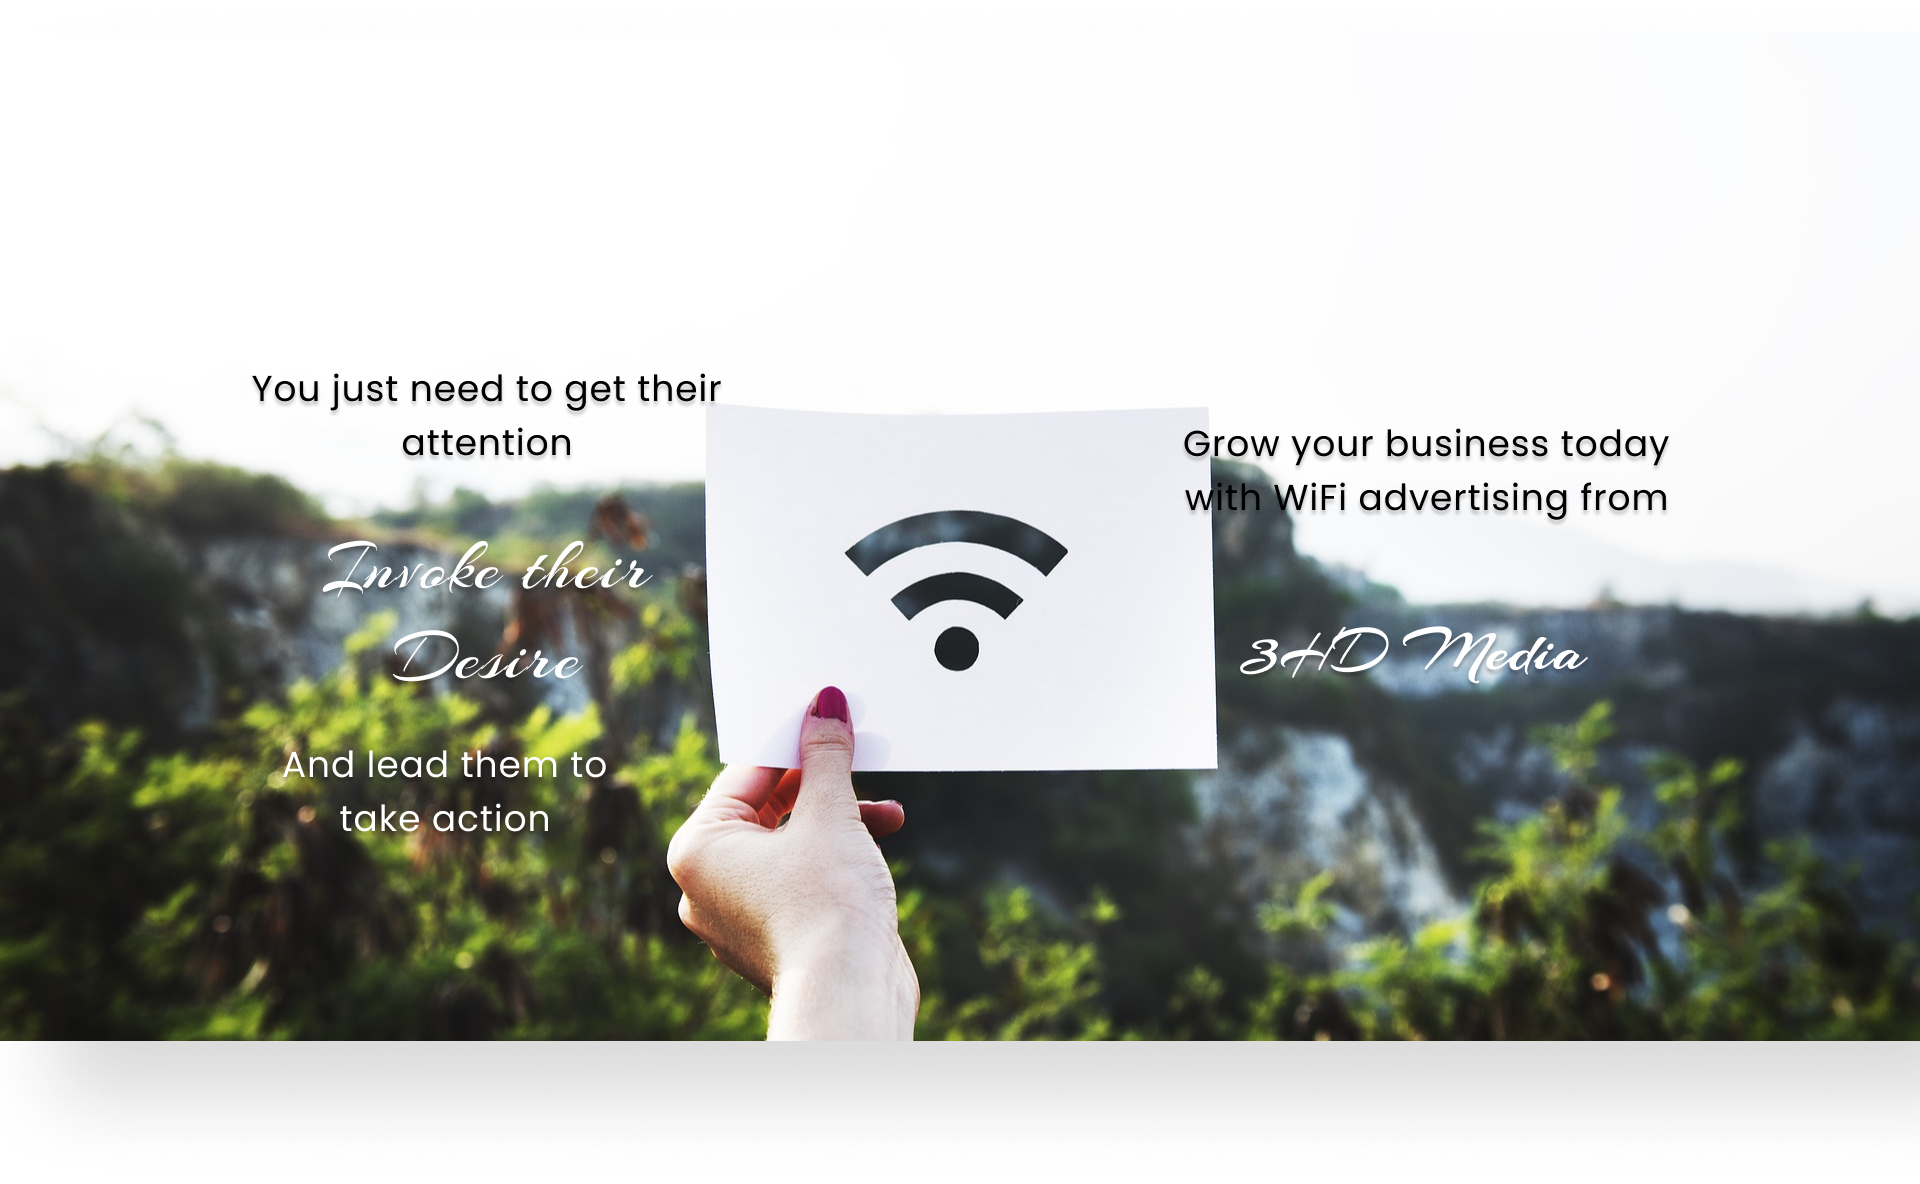 You just need to get their
attention
Invoke their
Desire
And lead them to
take action
Grow your business today
with WiFi advertising from
3HD Media